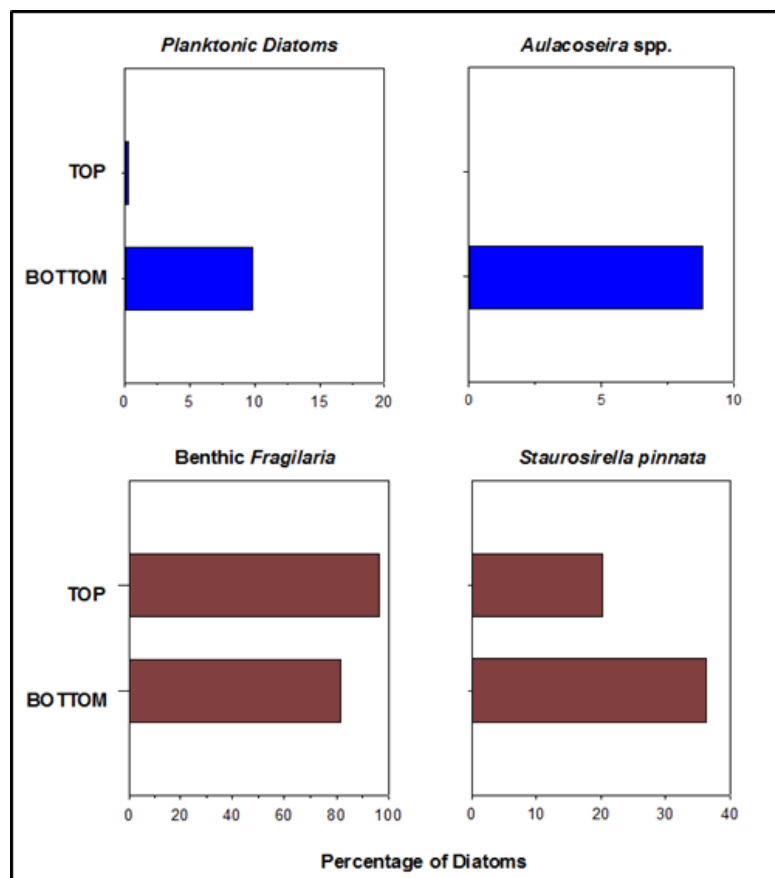 Planktonic Diatoms
Aulacoseira spp.
TOP
BOTTOM
0 5 10 15 20
0 5 10
Benthic Fragilaria
Staurosirella pinnata
TOP
BOTTOM
0 20 40 60 80 100
0 10 20 30 40
Percentage of Diatoms